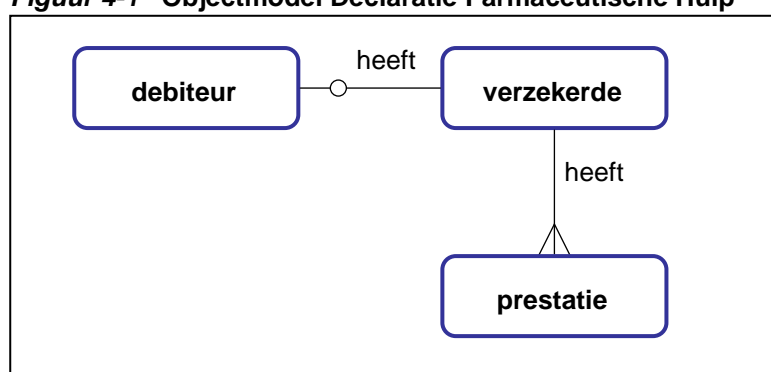 Figuur 4-1 Objectmodel Declaratie Farmaceutische Hulp
heeft
debiteur
verzekerde
heeft
prestatie